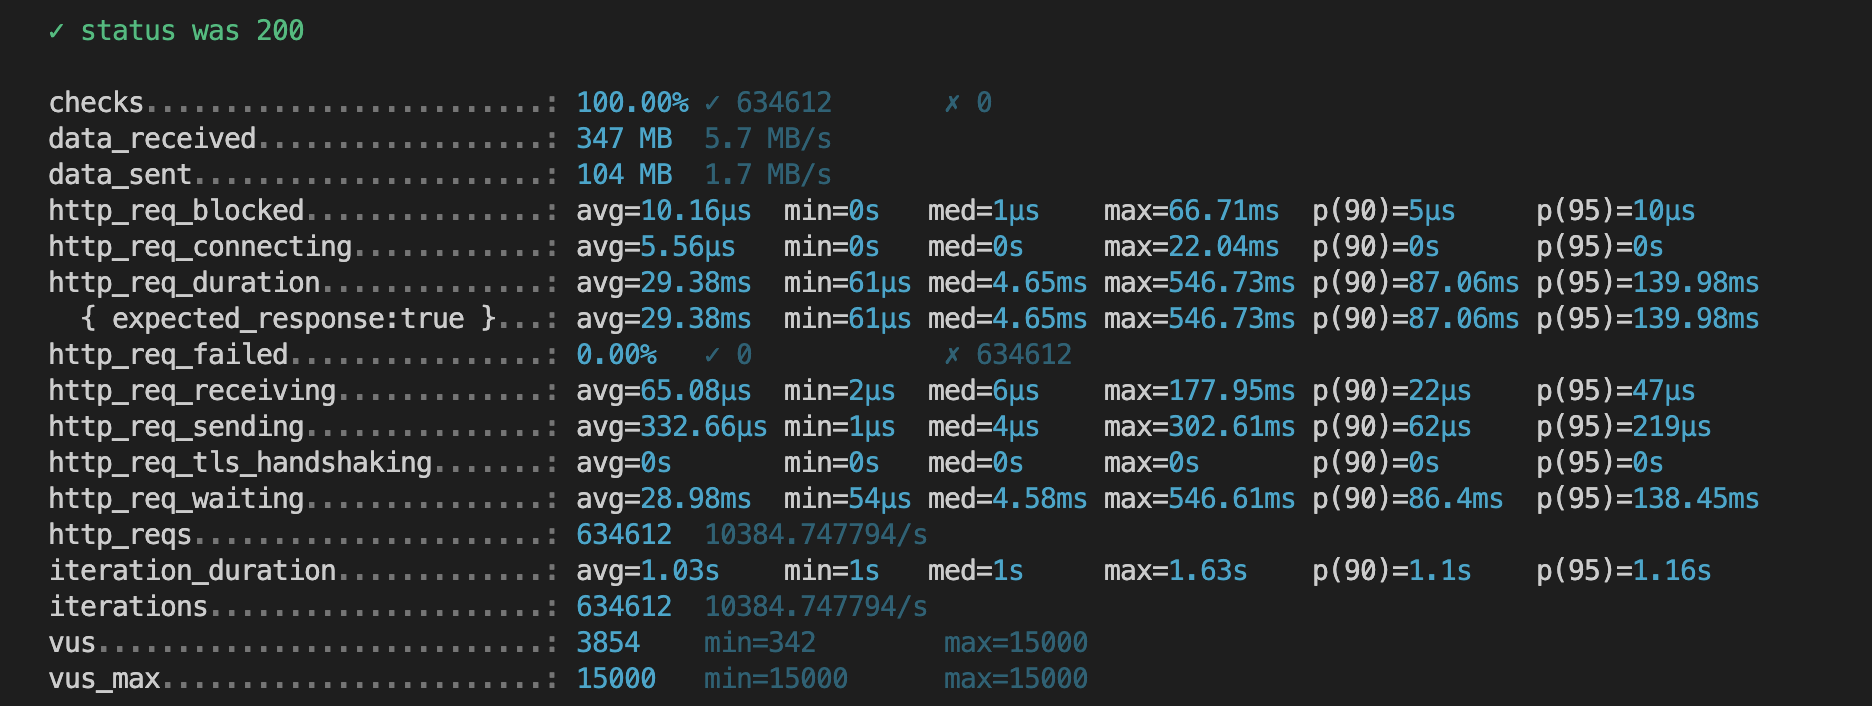 ✓ status was 200
checks.........................: 100.00% ✓ 634612       ✗ 0
data_received..................: 347 MB  5.7 MB/s
data_sent......................: 104 MB  1.7 MB/s
http_req_blocked...............: avg=10.16µs  min=0s   med=1µs    max=66.71ms  p(90)=5µs     p(95)=10µs
http_req_connecting............: avg=5.56µs   min=0s   med=0s     max=22.04ms  p(90)=0s      p(95)=0s
http_req_duration..............: avg=29.38ms  min=61µs med=4.65ms max=546.73ms p(90)=87.06ms p(95)=139.98ms
  { expected_response:true }...: avg=29.38ms  min=61µs med=4.65ms max=546.73ms p(90)=87.06ms p(95)=139.98ms
http_req_failed................: 0.00%   ✓ 0            ✗ 634612
http_req_receiving.............: avg=65.08µs  min=2µs  med=6µs    max=177.95ms p(90)=22µs    p(95)=47µs
http_req_sending...............: avg=332.66µs min=1µs  med=4µs    max=302.61ms p(90)=62µs    p(95)=219µs
http_req_tls_handshaking.......: avg=0s       min=0s   med=0s     max=0s       p(90)=0s      p(95)=0s
http_req_waiting...............: avg=28.98ms  min=54µs med=4.58ms max=546.61ms p(90)=86.4ms  p(95)=138.45ms
http_reqs......................: 634612  10384.747794/s
iteration_duration.............: avg=1.03s    min=1s   med=1s     max=1.63s    p(90)=1.1s    p(95)=1.16s
iterations.....................: 634612  10384.747794/s
vus............................: 3854    min=342        max=15000
vus_max........................: 15000   min=15000      max=15000